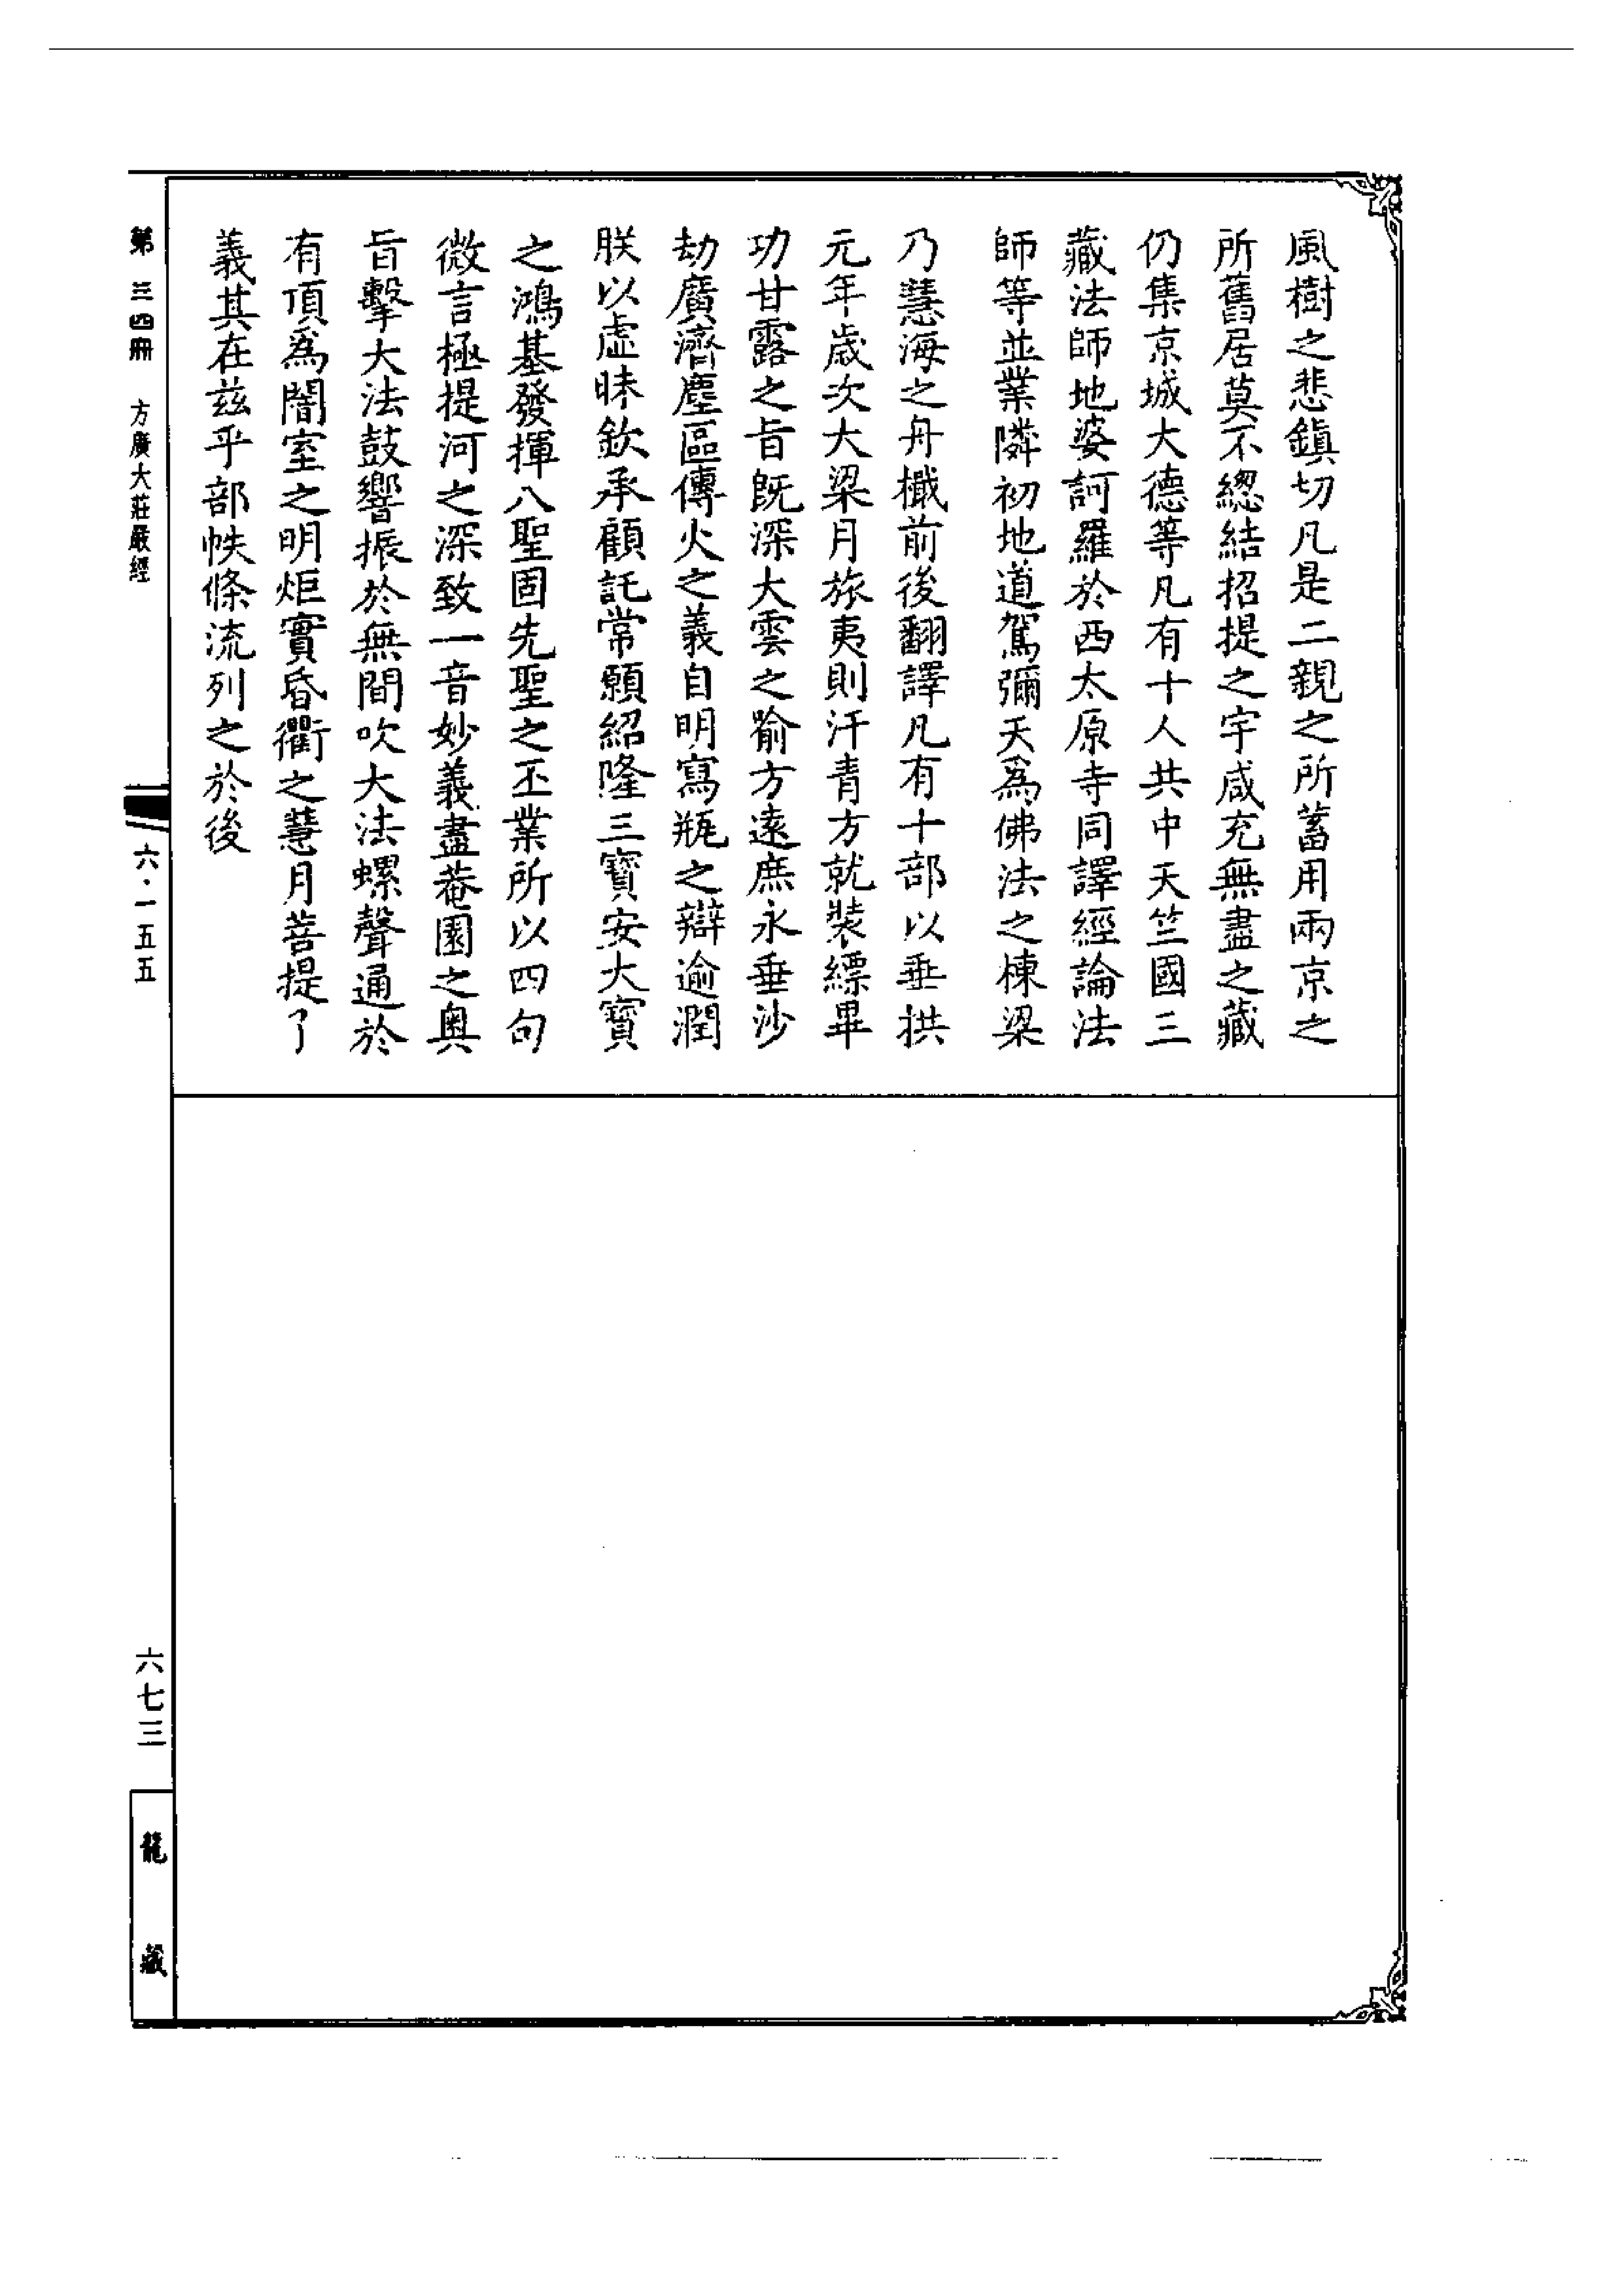 風樹之悲鎮切凡是二親之所蓄用兩京之
所舊居莫不緫結招提之宇咸充無盡之藏
仍集京城大德等凡有十人共中天竺國三
藏法師地婆訶羅於西太原寺同譯經論法
師等並業隣初地道駕彌天為佛法之棟梁
乃慧海之舟檝前後翻譯凡有十部以垂拱
元年歲次大梁月旅夷則汗青方就裝縹畢
功甘露之旨既深大雲之喻方遠庶永垂沙
劫廣濟塵區傳火之義自明寫瓶之辯逾潤
朕以虛昧欽承顧託常願紹隆三寶安大寶
之鴻基發揮八聖固先聖之丕業所以四句
微言極提河之深致一音妙義盡菴園之奧
旨擊大法鼓響振於無間吹大法螺聲通於
有頂為闇室之明炬實昏衢之慧月菩提了
義其在兹乎部帙條流列之於後
第三四冊 方廣大莊嚴經
六·一五五
六七三
龍藏